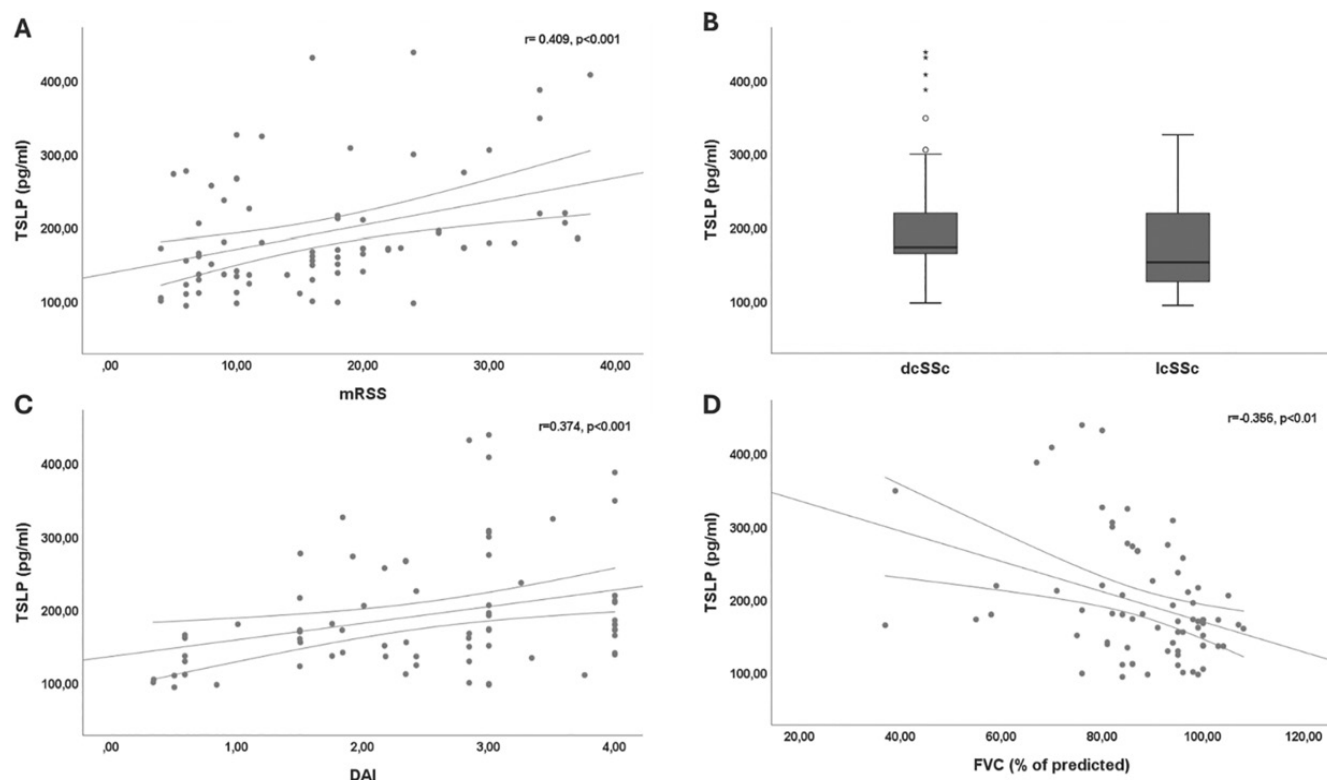 A
r= 0.409, p<0.001
TSLP (pg/ml)
400,00
300,00
200,00
100,00
,00 10,00 20,00 30,00 40,00
mRSS
B
TSLP (pg/ml)
400,00
300,00
200,00
100,00
dcSSc lcSSc
C
r=0.374, p<0.001
TSLP (pg/ml)
400,00
300,00
200,00
100,00
,00 1,00 2,00 3,00 4,00
DAI
D
r=-0.356, p<0.01
TSLP (pg/ml)
400,00
300,00
200,00
100,00
20,00 40,00 60,00 80,00 100,00 120,00
FVC (% of predicted)